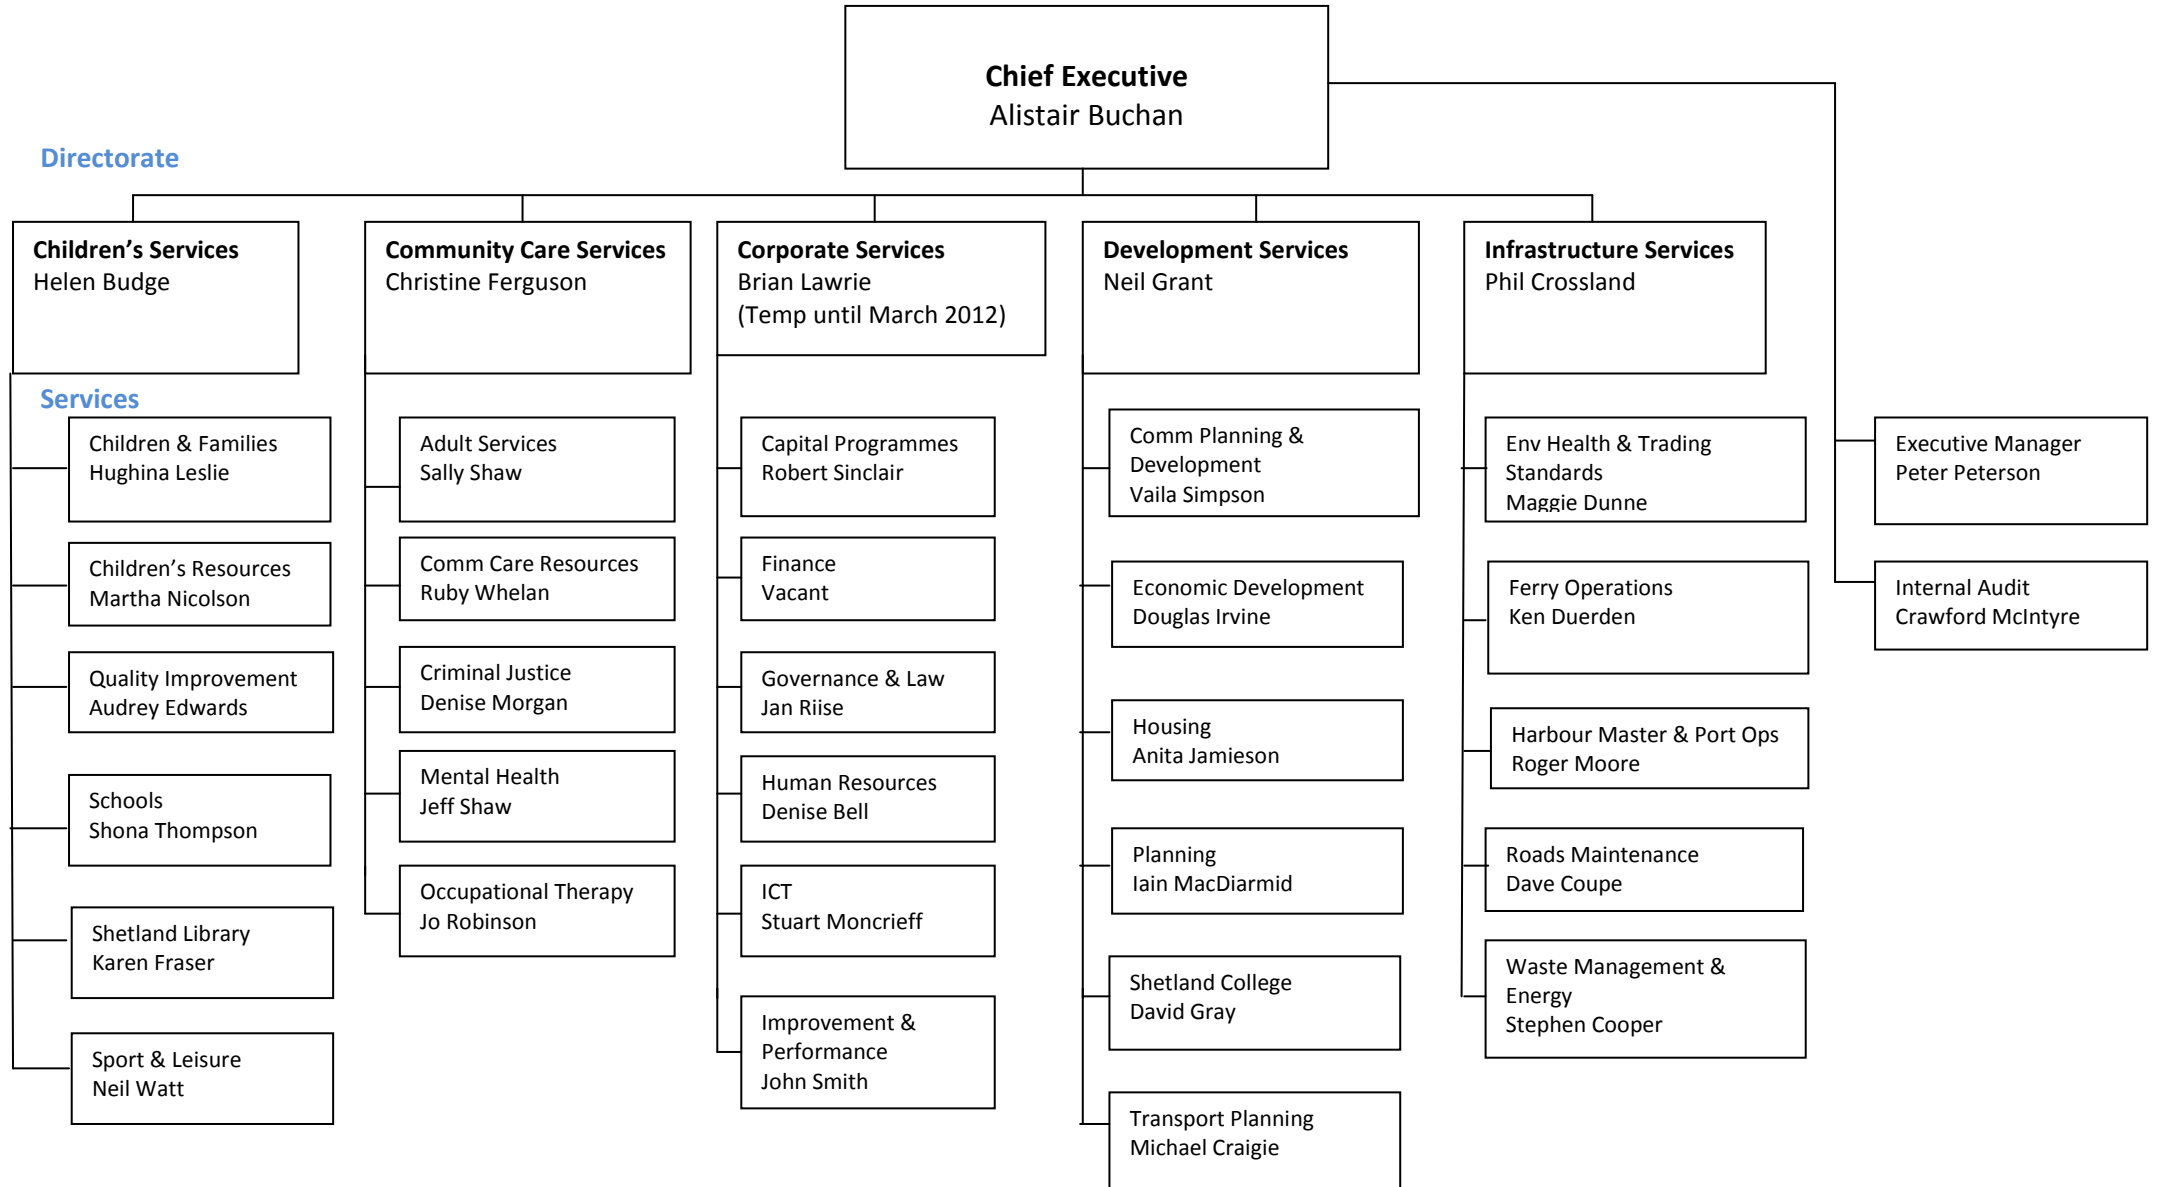 Chief Executive
Alistair Buchan
Directorate
Children’s Services
Helen Budge
Community Care Services
Christine Ferguson
Corporate Services
Brian Lawrie
(Temp until March 2012)
Development Services
Neil Grant
Infrastructure Services
Phil Crossland
Services
Children & Families
Hughina Leslie
Children’s Resources
Martha Nicolson
Quality Improvement
Audrey Edwards
Schools
Shona Thompson
Shetland Library
Karen Fraser
Sport & Leisure
Neil Watt
Adult Services
Sally Shaw
Comm Care Resources
Ruby Whelan
Criminal Justice
Denise Morgan
Mental Health
Jeff Shaw
Occupational Therapy
Jo Robinson
Capital Programmes
Robert Sinclair
Finance
Vacant
Governance & Law
Jan Riise
Human Resources
Denise Bell
ICT
Stuart Moncrieff
Improvement &
Performance
John Smith
Comm Planning &
Development
Vaila Simpson
Economic Development
Douglas Irvine
Housing
Anita Jamieson
Planning
Iain MacDiarmid
Shetland College
David Gray
Transport Planning
Michael Craigie
Env Health & Trading
Standards
Maggie Dunne
Ferry Operations
Ken Duerden
Harbour Master & Port Ops
Roger Moore
Roads Maintenance
Dave Coupe
Waste Management &
Energy
Stephen Cooper
Executive Manager
Peter Peterson
Internal Audit
Crawford McIntyre